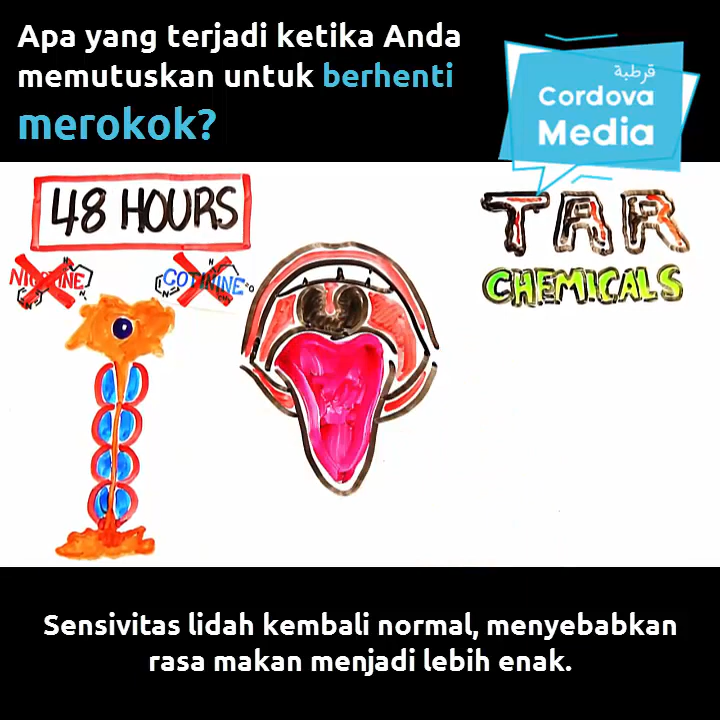 Apa yang terjadi ketika Anda
memutuskan untuk berhenti
merokok?
قرطبة
Cordova
Media
48 HOURS
TAR
NICOTINE
COTININE
CHEMICALS
Sensivitas lidah kembali normal, menyebabkan
rasa makan menjadi lebih enak.